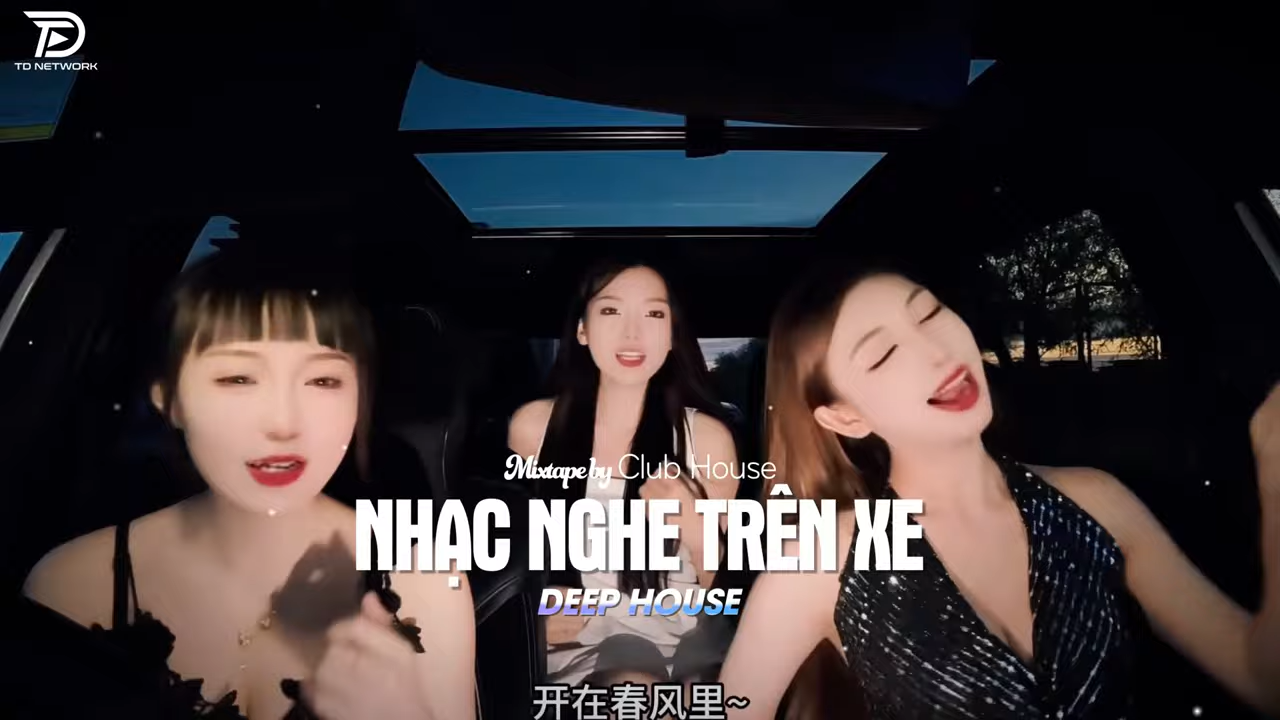 TD NETWORK
Mixtape by Club House
NHẠC NGHE TRÊN XE
DEEP HOUSE
开在春风里~